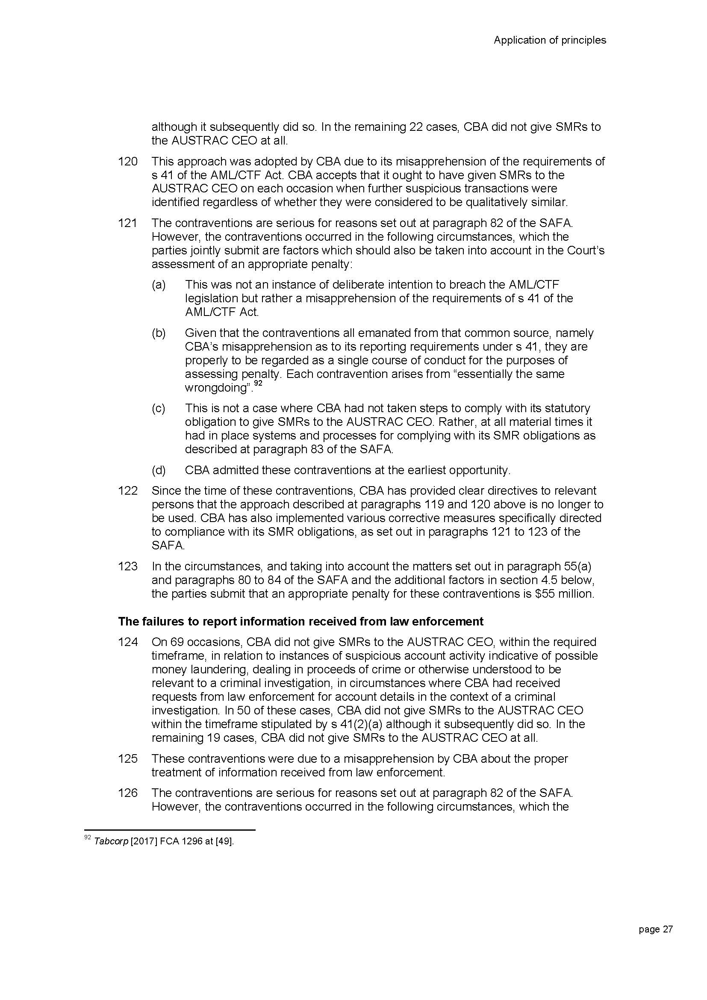 Application of principles
although it subsequently did so. In the remaining 22 cases, CBA did not give SMRs to
the AUSTRAC CEO at all.
120 This approach was adopted by CBA due to its misapprehension of the requirements of
s 41 of the AML/CTF Act. CBA accepts that it ought to have given SMRs to the
AUSTRAC CEO on each occasion when further suspicious transactions were
identified regardless of whether they were considered to be qualitatively similar.
121 The contraventions are serious for reasons set out at paragraph 82 of the SAFA.
However, the contraventions occurred in the following circumstances, which the
parties jointly submit are factors which should also be taken into account in the Court's
assessment of an appropriate penalty:
(a) This was not an instance of deliberate intention to breach the AML/CTF
legislation but rather a misapprehension of the requirements of s 41 of the
AML/CTF Act.
(b) Given that the contraventions all emanated from that common source, namely
CBA's misapprehension as to its reporting requirements under s 41, they are
properly to be regarded as a single course of conduct for the purposes of
assessing penalty. Each contravention arises from “essentially the same
wrongdoing”.92
(c) This is not a case where CBA had not taken steps to comply with its statutory
obligation to give SMRs to the AUSTRAC CEO. Rather, at all material times it
had in place systems and processes for complying with its SMR obligations as
described at paragraph 83 of the SAFA.
(d) CBA admitted these contraventions at the earliest opportunity.
122 Since the time of these contraventions, CBA has provided clear directives to relevant
persons that the approach described at paragraphs 119 and 120 above is no longer to
be used. CBA has also implemented various corrective measures specifically directed
to compliance with its SMR obligations, as set out in paragraphs 121 to 123 of the
SAFA.
123 In the circumstances, and taking into account the matters set out in paragraph 55(a)
and paragraphs 80 to 84 of the SAFA and the additional factors in section 4.5 below,
the parties submit that an appropriate penalty for these contraventions is $55 million.
The failures to report information received from law enforcement
124 On 69 occasions, CBA did not give SMRs to the AUSTRAC CEO, within the required
timeframe, in relation to instances of suspicious account activity indicative of possible
money laundering, dealing in proceeds of crime or otherwise understood to be
relevant to a criminal investigation, in circumstances where CBA had received
requests from law enforcement for account details in the context of a criminal
investigation. In 50 of these cases, CBA did not give SMRs to the AUSTRAC CEO
within the timeframe stipulated by s 41(2)(a) although it subsequently did so. In the
remaining 19 cases, CBA did not give SMRs to the AUSTRAC CEO at all.
125 These contraventions were due to a misapprehension by CBA about the proper
treatment of information received from law enforcement.
126 The contraventions are serious for reasons set out at paragraph 82 of the SAFA.
However, the contraventions occurred in the following circumstances, which the
92 Tabcorp [2017] FCA 1296 at [49].
page 27